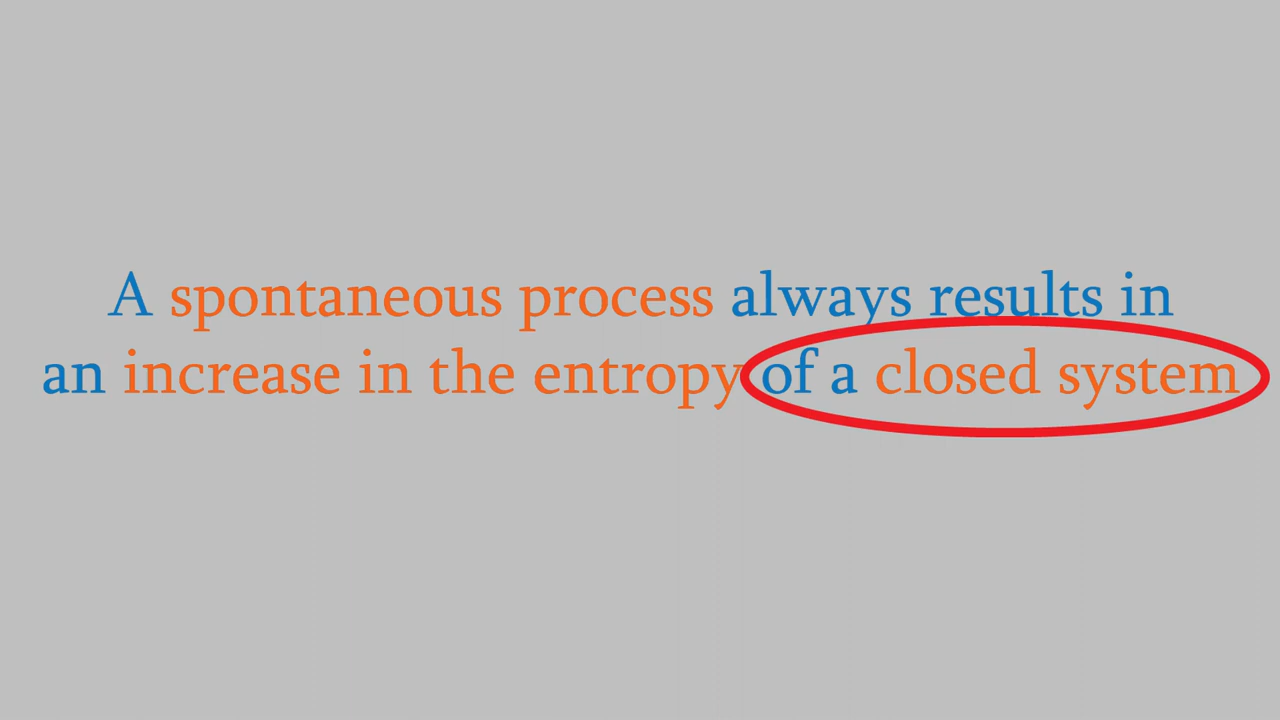 A spontaneous process always results in
an increase in the entropy of a closed system